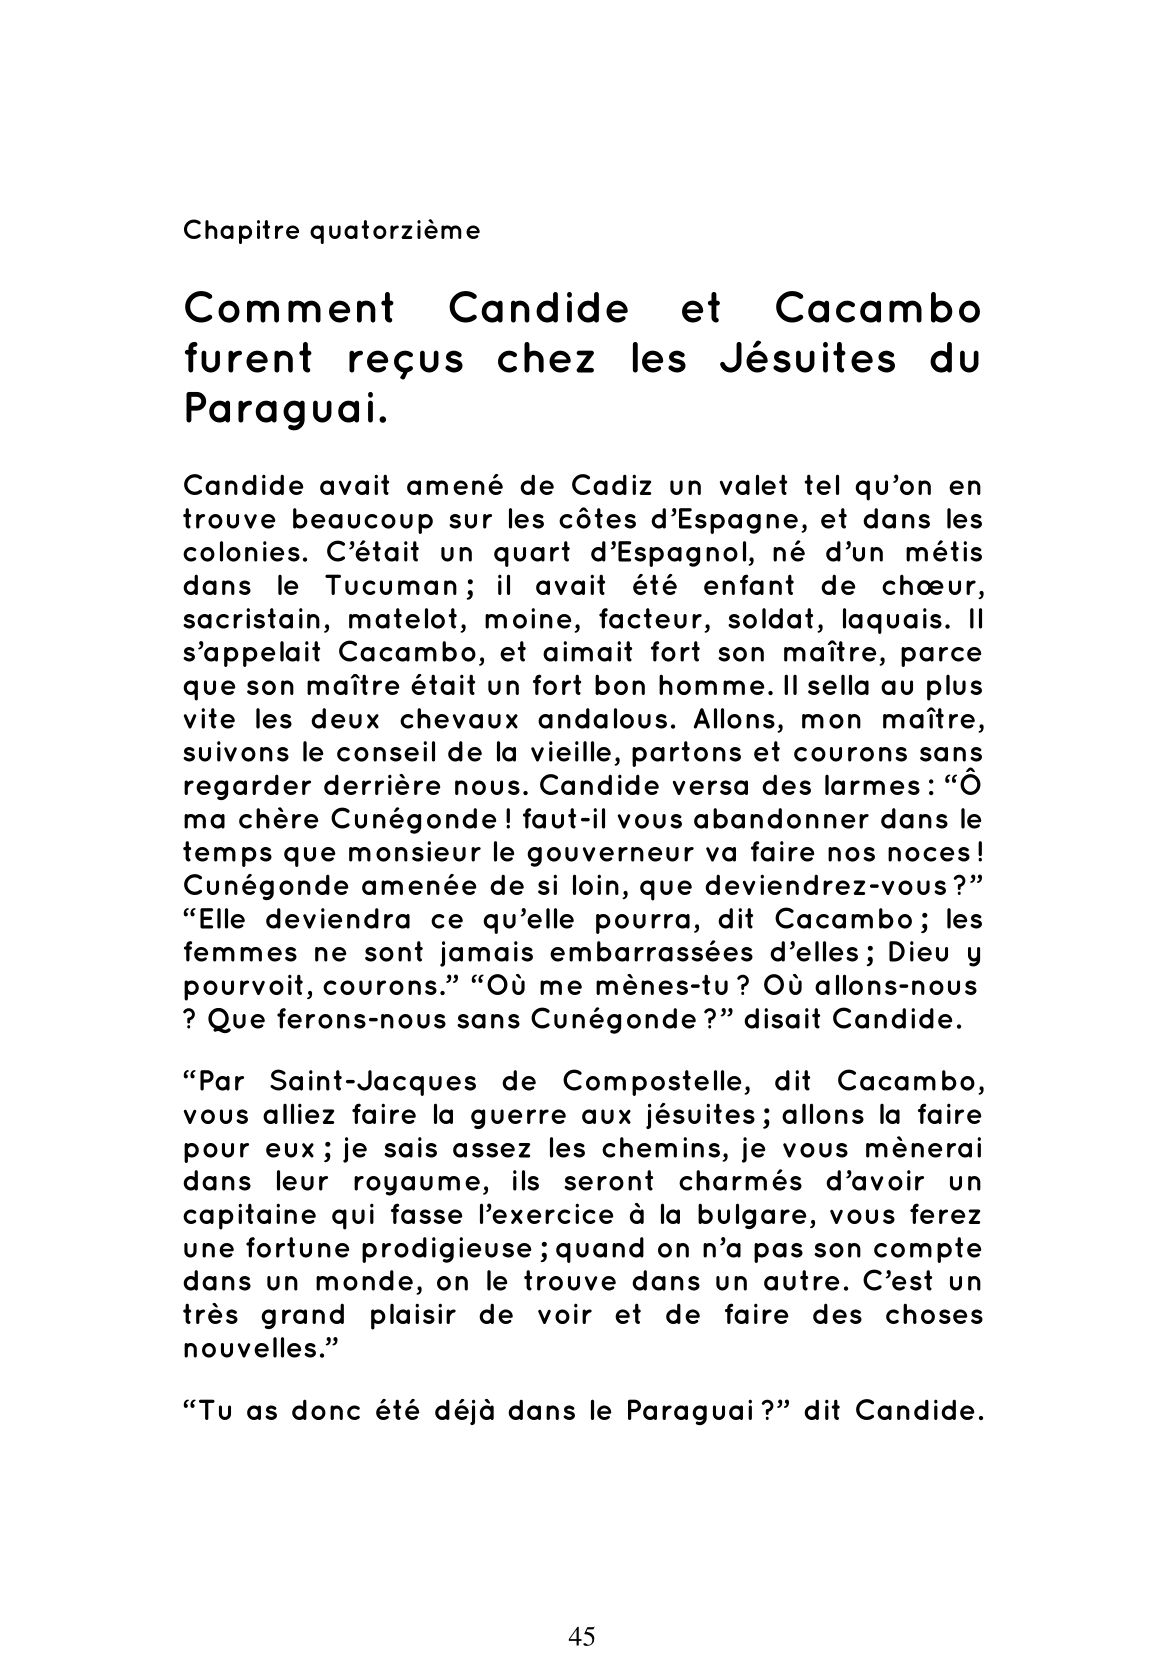 Chapitre quatorzième
Comment Candide et Cacambo
furent reçus chez les Jésuites du
Paraguai.
Candide avait amené de Cadiz un valet tel qu’on en
trouve beaucoup sur les côtes d’Espagne, et dans les
colonies. C’était un quart d’Espagnol, né d’un métis
dans le Tucuman ; il avait été enfant de chœur,
sacristain, matelot, moine, facteur, soldat, laquais. Il
s’appelait Cacambo, et aimait fort son maître, parce
que son maître était un fort bon homme. Il sella au plus
vite les deux chevaux andalous. Allons, mon maître,
suivons le conseil de la vieille, partons et courons sans
regarder derrière nous. Candide versa des larmes : “Ô
ma chère Cunégonde ! faut-il vous abandonner dans le
temps que monsieur le gouverneur va faire nos noces !
Cunégonde amenée de si loin, que deviendrez-vous ?”
“Elle deviendra ce qu’elle pourra, dit Cacambo ; les
femmes ne sont jamais embarrassées d’elles ; Dieu y
pourvoit, courons.” “Où me mènes-tu ? Où allons-nous
? Que ferons-nous sans Cunégonde ?” disait Candide.
“Par Saint-Jacques de Compostelle, dit Cacambo,
vous alliez faire la guerre aux jésuites ; allons la faire
pour eux ; je sais assez les chemins, je vous mènerai
dans leur royaume, ils seront charmés d’avoir un
capitaine qui fasse l’exercice à la bulgare, vous ferez
une fortune prodigieuse ; quand on n’a pas son compte
dans un monde, on le trouve dans un autre. C’est un
très grand plaisir de voir et de faire des choses
nouvelles.”
“Tu as donc été déjà dans le Paraguai ?” dit Candide.
45